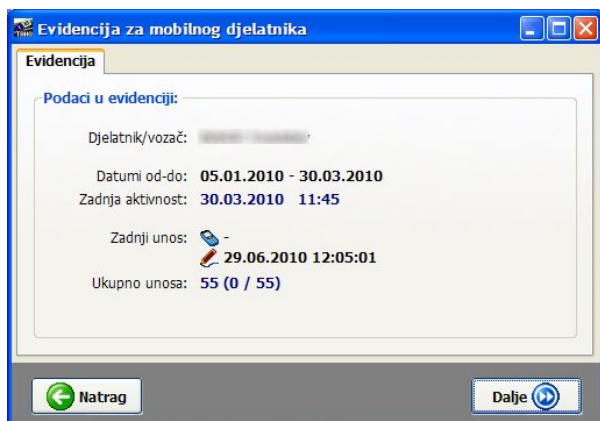 Evidencija za mobilnog djelatnika
Evidencija
Podaci u evidenciji:
Djelatnik/vozač:
Datumi od-do: 05.01.2010 - 30.03.2010
Zadnja aktivnost: 30.03.2010 11:45
Zadnji unos: -
29.06.2010 12:05:01
Ukupno unosa: 55 (0 / 55)
Natrag
Dalje